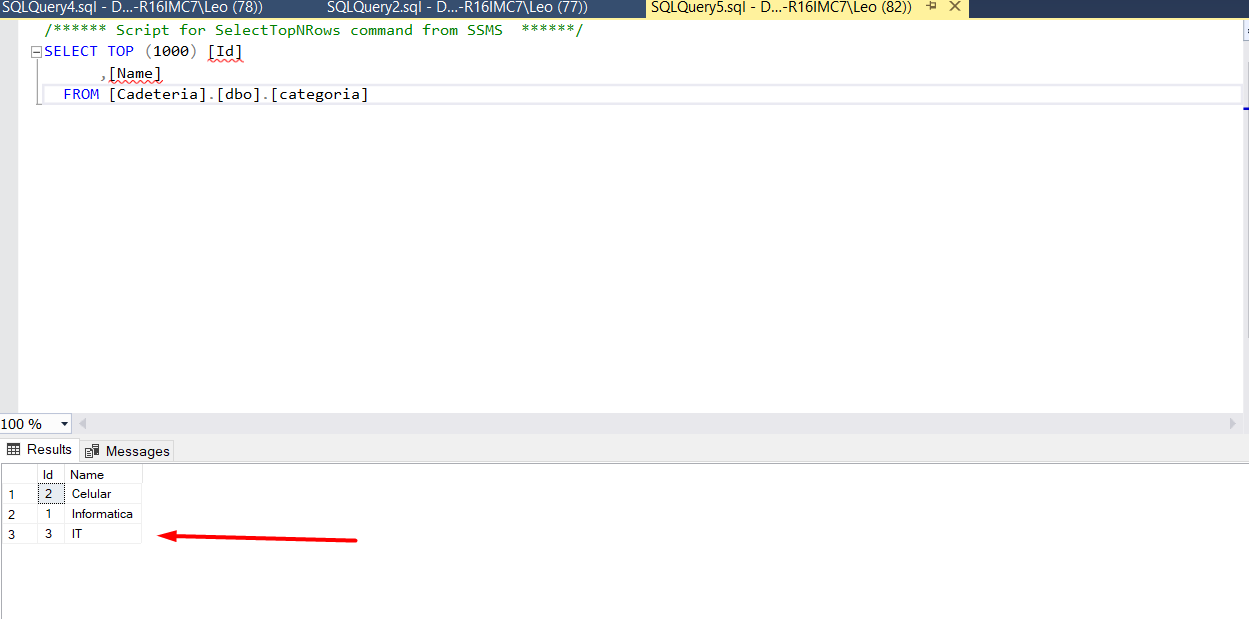 SQLQuery4.sql - D...-R16IMC7\Leo (78)) SQLQuery2.sql - D...-R16IMC7\Leo (77)) SQLQuery5.sql - D...-R16IMC7\Leo (82))
/****** Script for SelectTopNRows command from SSMS  ******/
SELECT TOP (1000) [Id]
,[Name]
FROM [Cadeteria].[dbo].[categoria]
100 %
Results Messages
Id Name
1 2 Celular
2 1 Informatica
3 3 IT